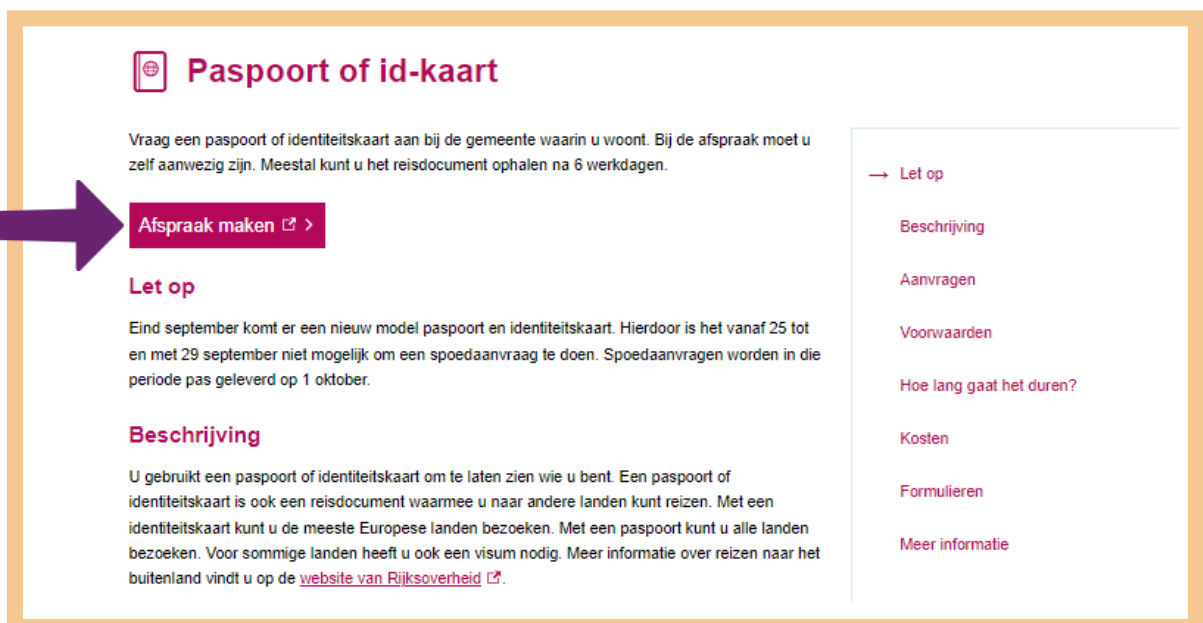 Paspoort of id-kaart
Vraag een paspoort of identiteitskaart aan bij de gemeente waarin u woont. Bij de afspraak moet u
zelf aanwezig zijn. Meestal kunt u het reisdocument ophalen na 6 werkdagen.
Afspraak maken
Let op
Eind september komt er een nieuw model paspoort en identiteitskaart. Hierdoor is het vanaf 25 tot
en met 29 september niet mogelijk om een spoedaanvraag te doen. Spoedaanvragen worden in die
periode pas geleverd op 1 oktober.
Beschrijving
U gebruikt een paspoort of identiteitskaart om te laten zien wie u bent. Een paspoort of
identiteitskaart is ook een reisdocument waarmee u naar andere landen kunt reizen. Met een
identiteitskaart kunt u de meeste Europese landen bezoeken. Met een paspoort kunt u alle landen
bezoeken. Voor sommige landen heeft u ook een visum nodig. Meer informatie over reizen naar het
buitenland vindt u op de website van Rijksoverheid.
→ Let op
Beschrijving
Aanvragen
Voorwaarden
Hoe lang gaat het duren?
Kosten
Formulieren
Meer informatie